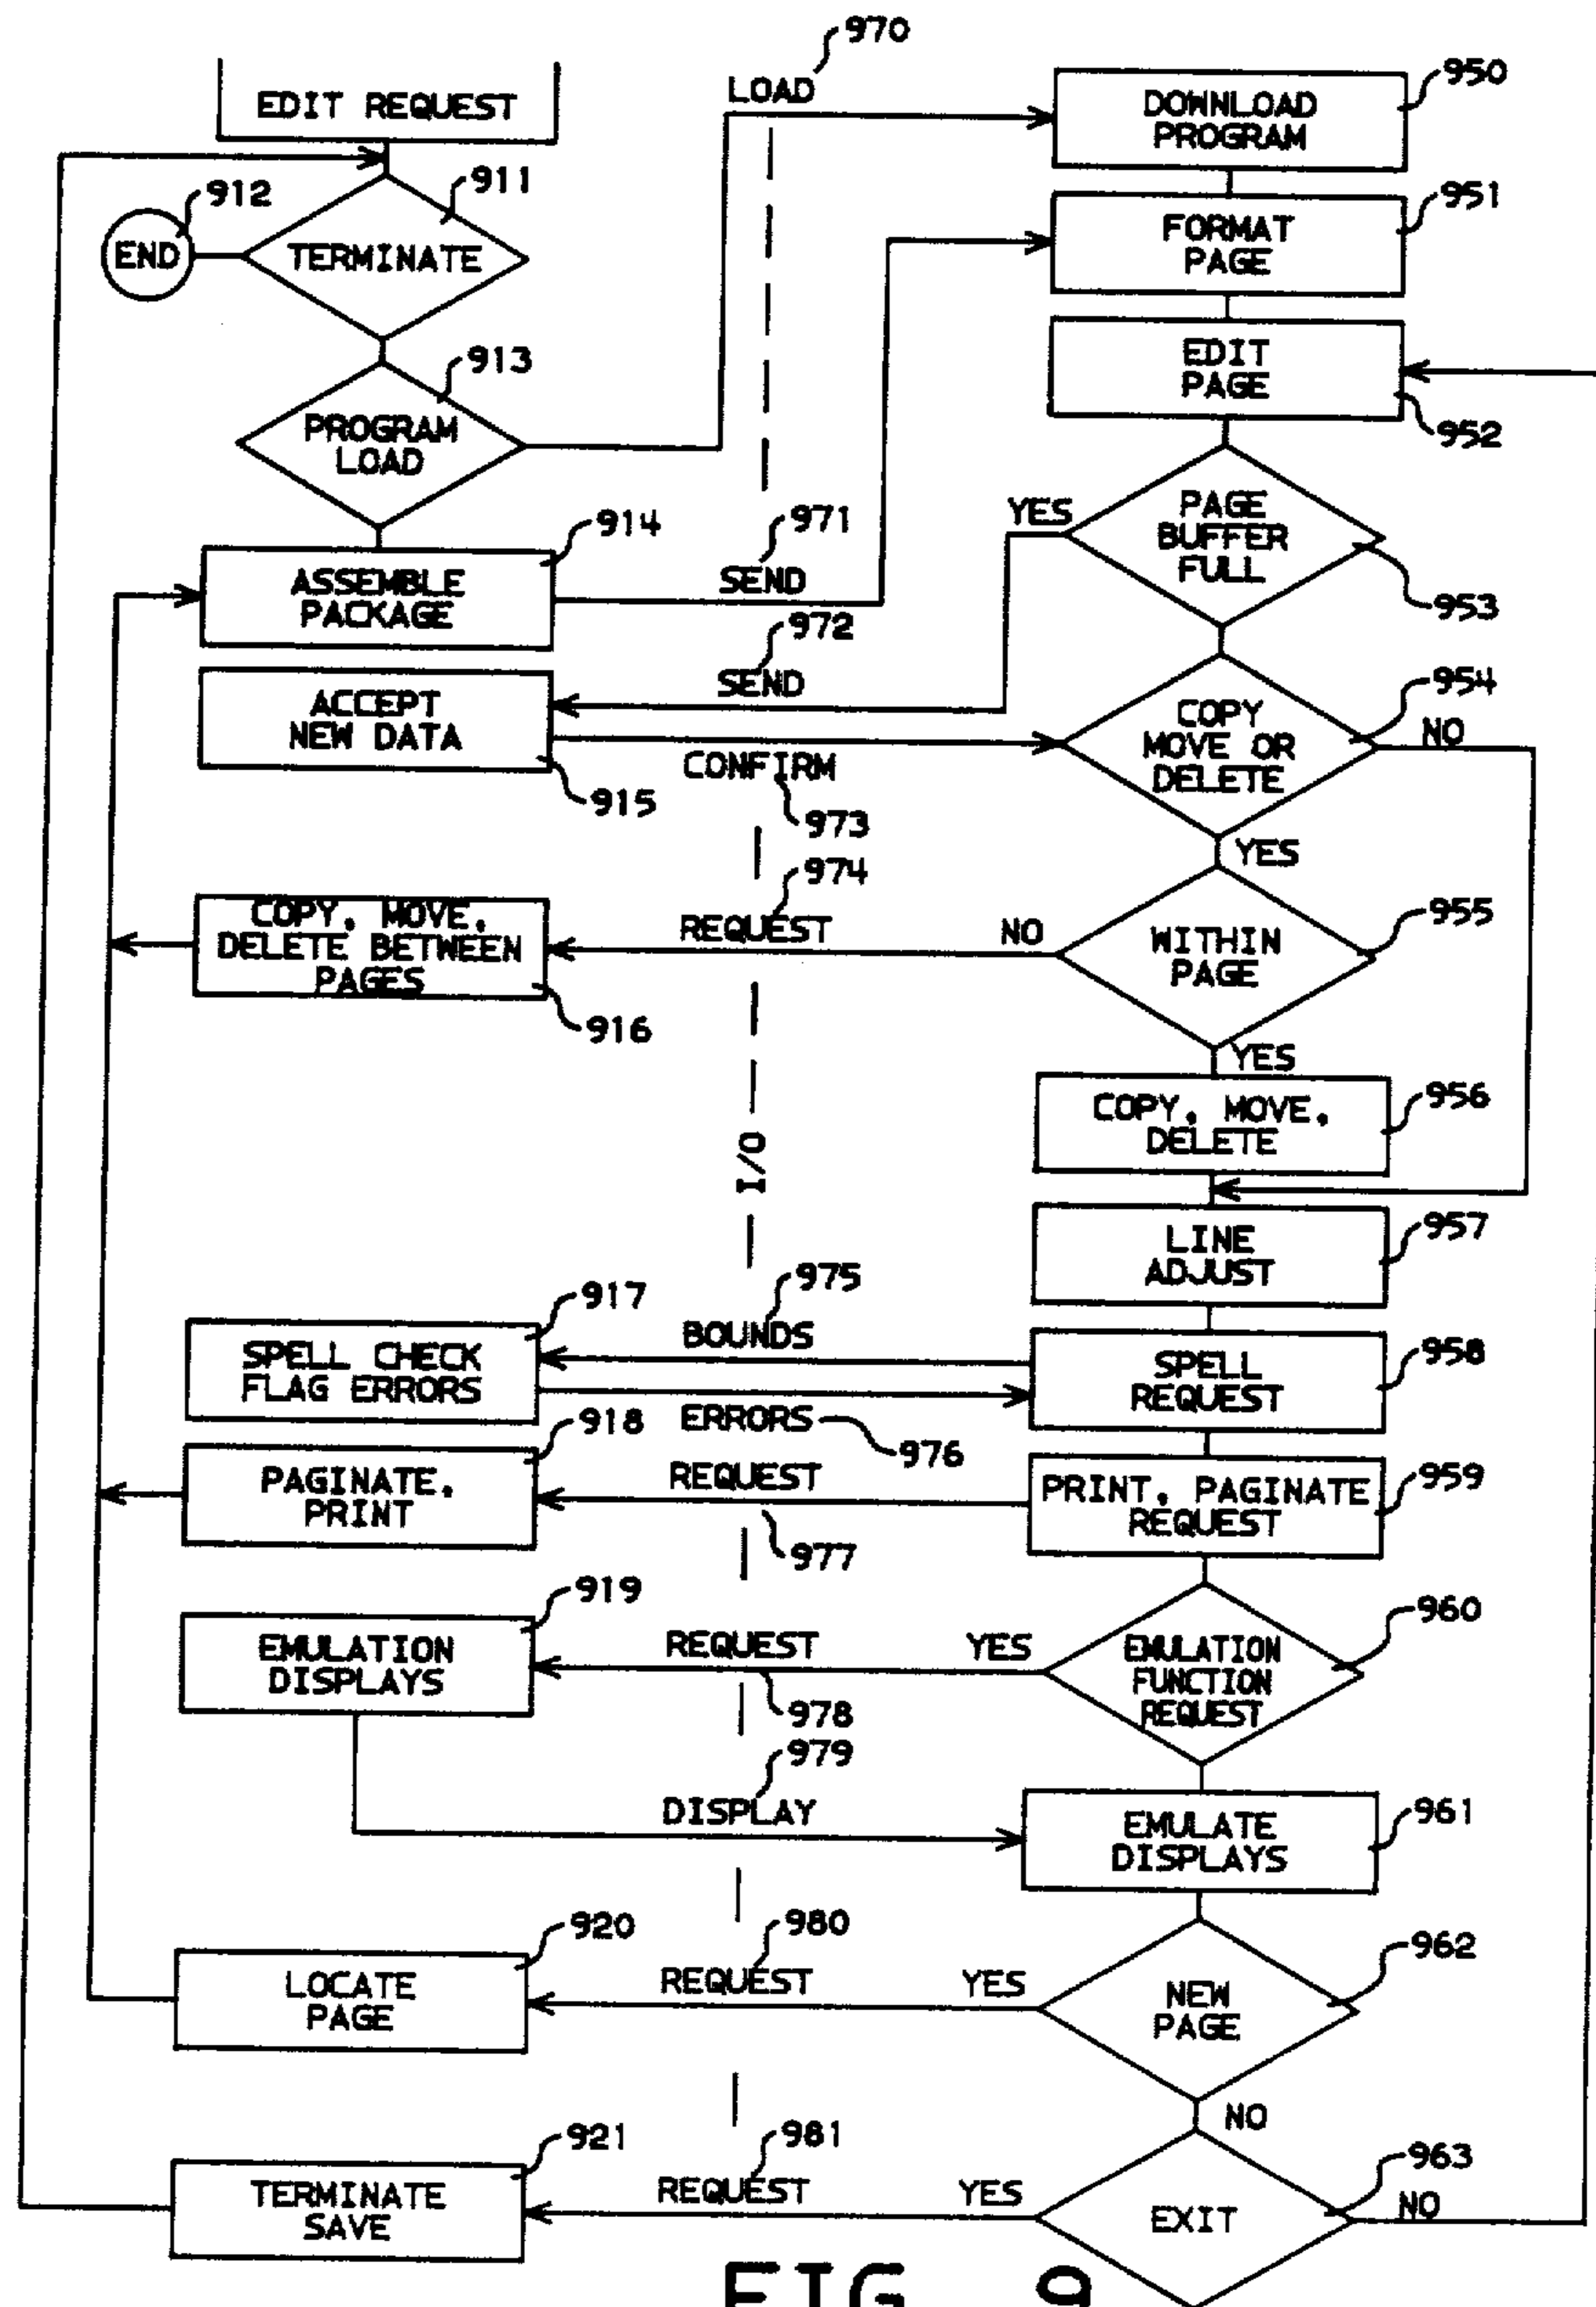 970
LOAD
950
EDIT REQUEST
DOWNLOAD
PROGRAM
912
911
951
END
TERMINATE
FORMAT
PAGE
913
EDIT
PAGE
952
PROGRAM
LOAD
914
971
YES
PAGE
BUFFER
FULL
ASSEMBLE
PACKAGE
SEND
953
972
SEND
954
ACCEPT
NEW DATA
COPY
MOVE OR
DELETE
NO
CONFIRM
915
973
YES
974
COPY, MOVE,
DELETE BETWEEN
PAGES
REQUEST
NO
WITHIN
PAGE
955
916
YES
956
COPY, MOVE,
DELETE
I/O
957
LINE
ADJUST
917
975
BOUNDS
SPELL CHECK
FLAG ERRORS
SPELL
REQUEST
958
918
ERRORS
976
REQUEST
PAGINATE,
PRINT
PRINT, PAGINATE
REQUEST
959
977
919
960
EMULATION
DISPLAYS
REQUEST
YES
EMULATION
FUNCTION
REQUEST
978
979
DISPLAY
EMULATE
DISPLAYS
961
920
980
962
LOCATE
PAGE
REQUEST
YES
NEW
PAGE
NO
921
981
963
TERMINATE
SAVE
REQUEST
YES
EXIT
NO
FIG. 9